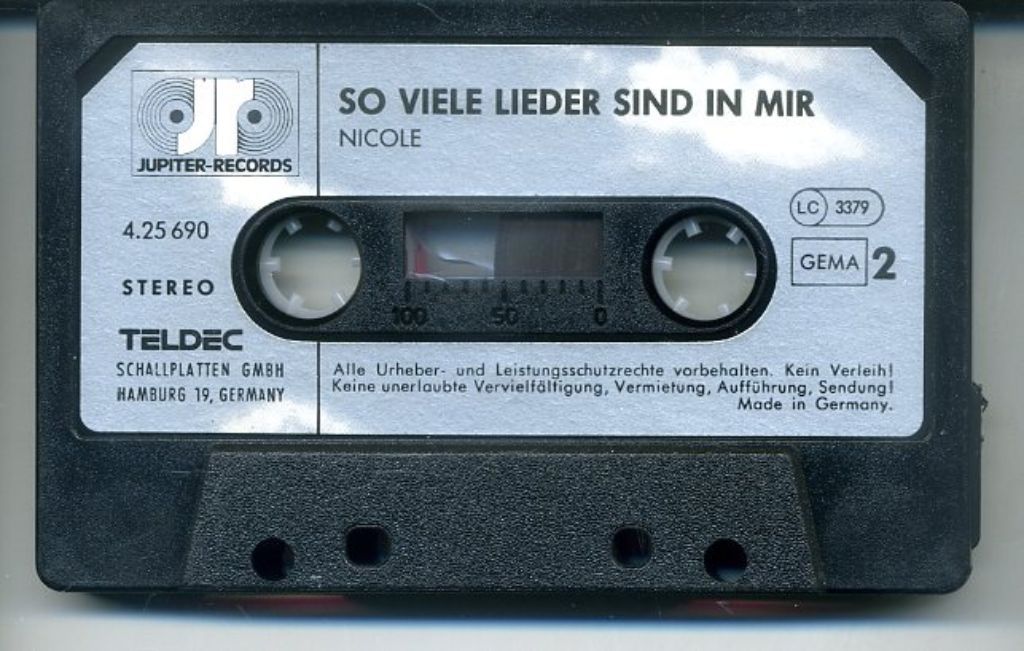 jr
JUPITER-RECORDS
SO VIELE LIEDER SIND IN MIR
NICOLE
4.25 690
STEREO
LC 3379
GEMA 2
100 50 0
TELDEC
SCHALLPLATTEN GMBH
HAMBURG 19, GERMANY
Alle Urheber- und Leistungsschutzrechte vorbehalten. Kein Verleih!
Keine unerlaubte Vervielfältigung, Vermietung, Aufführung, Sendung!
Made in Germany.